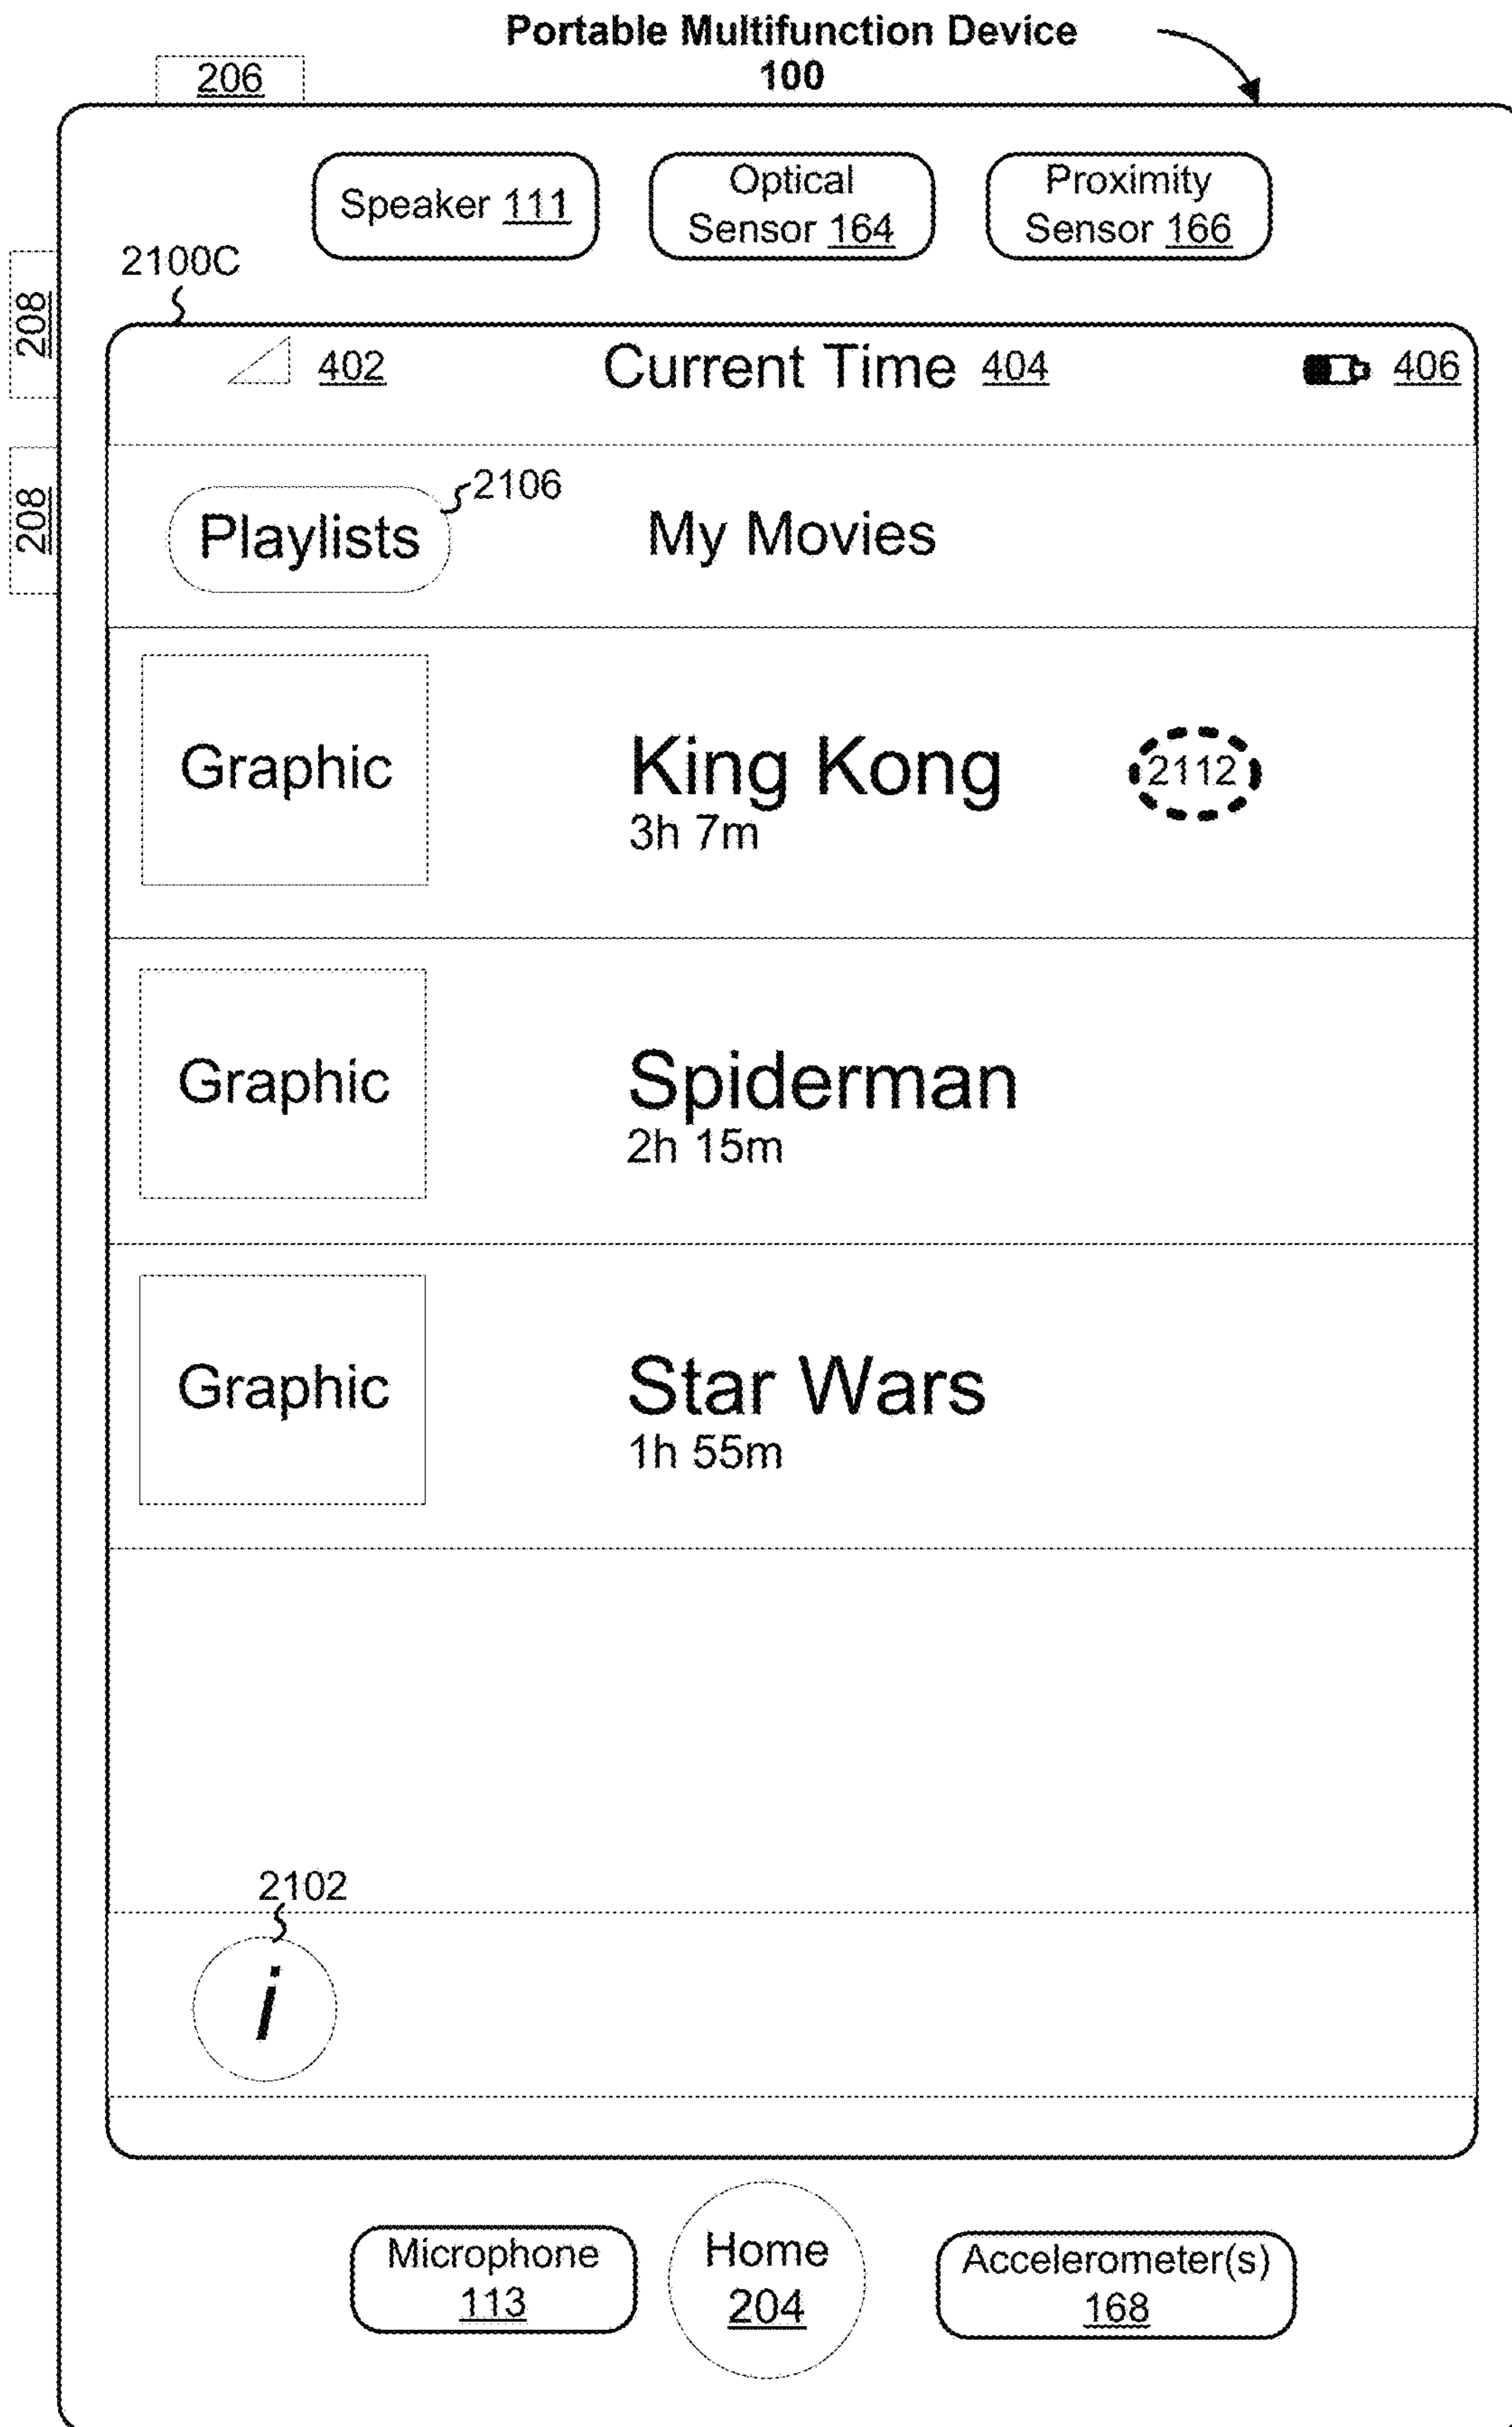 Portable Multifunction Device
100
206
Speaker 111
Optical
Sensor 164
Proximity
Sensor 166
2100C
208
208
402
Current Time 404
406
Playlists
2106
My Movies
Graphic
King Kong
3h 7m
2112
Graphic
Spiderman
2h 15m
Graphic
Star Wars
1h 55m
2102
i
Microphone
113
Home
204
Accelerometer(s)
168